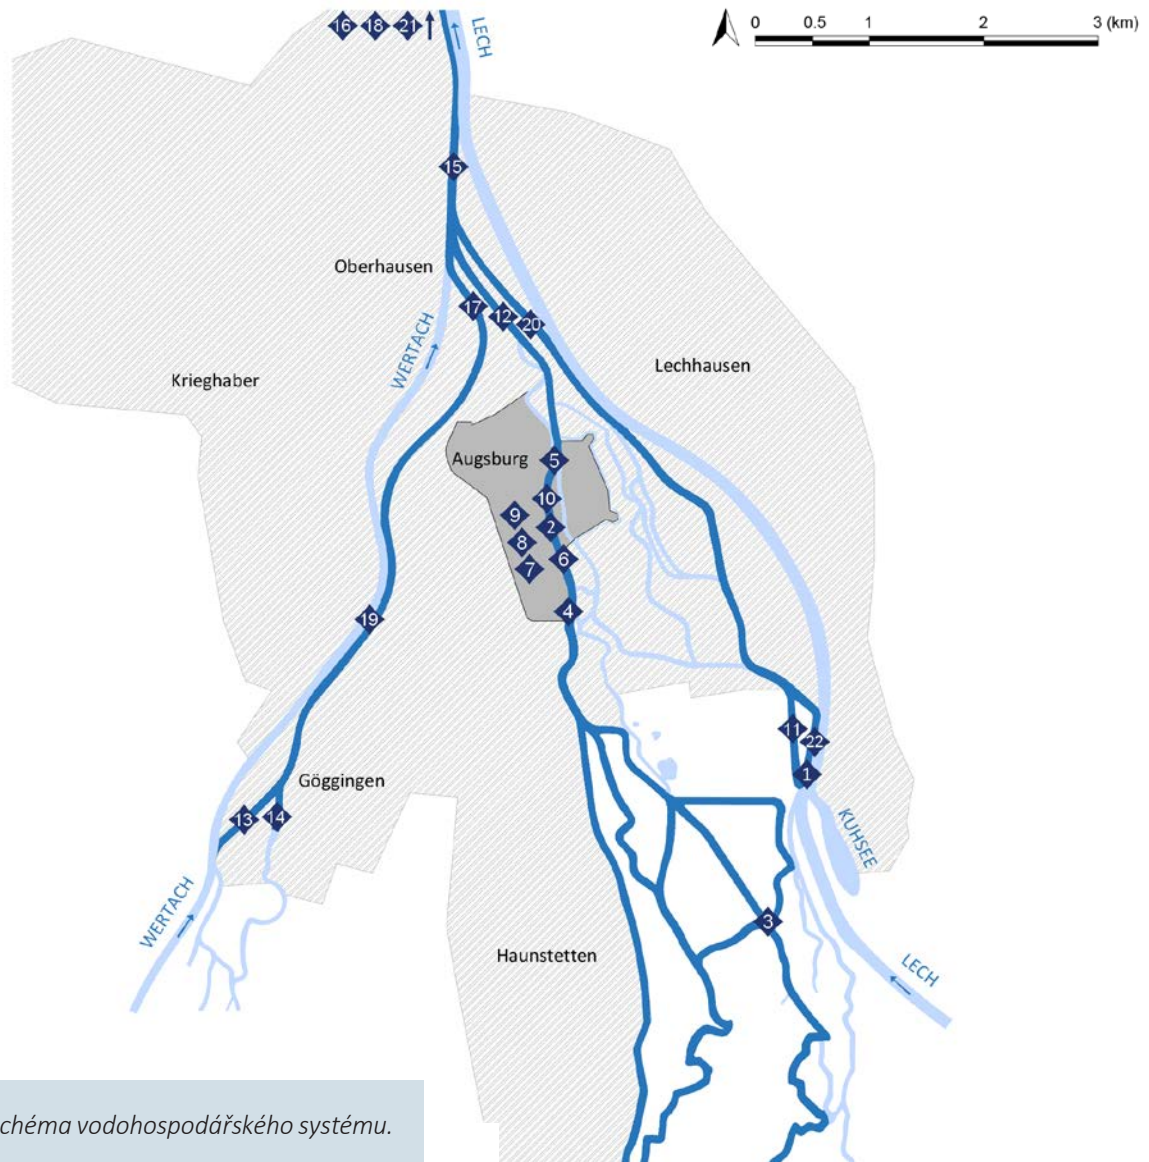 16 18 21
LECH
0 0.5 1 2 3 (km)
15
Oberhausen
17 12 20
WERTACH
Lechhausen
Krieghaber
Augsburg
5
10
9
2
8
6
7
4
19
11
22
1
Göggingen
13 14
KUHSEE
WERTACH
3
Haunstetten
LECH
chéma vodohospodářského systému.